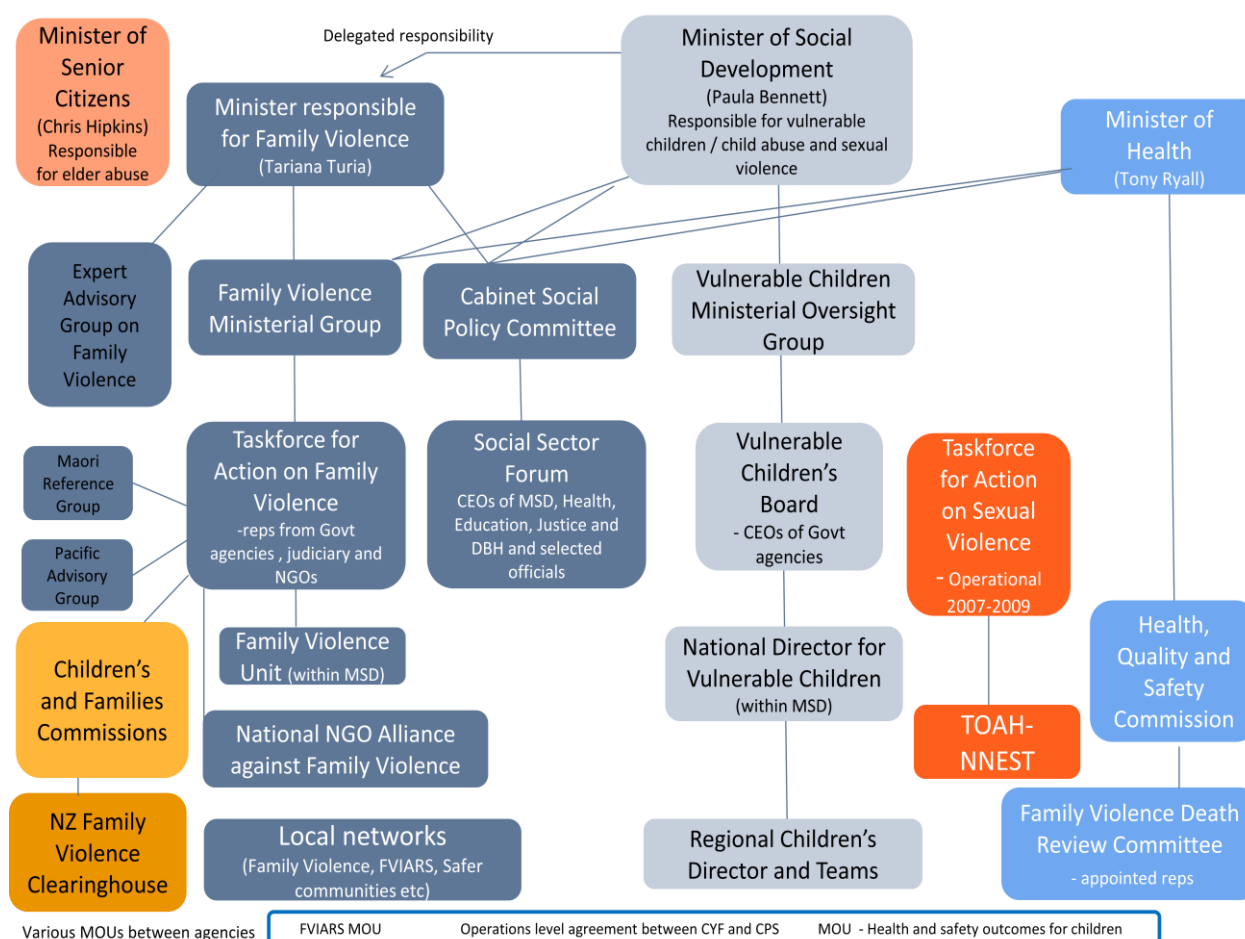 Minister of
Senior
Citizens
(Chris Hipkins)
Responsible
for elder abuse
Delegated responsibility
Minister responsible
for Family Violence
(Tariana Turia)
Minister of Social
Development
(Paula Bennett)
Responsible for vulnerable
children / child abuse and sexual
violence
Minister of
Health
(Tony Ryall)
Expert
Advisory
Group on
Family
Violence
Family Violence
Ministerial Group
Cabinet Social
Policy Committee
Vulnerable Children
Ministerial Oversight
Group
Maori
Reference
Group
Pacific
Advisory
Group
Taskforce for
Action on Family
Violence
-reps from Govt
agencies , judiciary and
NGOs
Social Sector
Forum
CEOs of MSD, Health,
Education, Justice and
DBH and selected
officials
Vulnerable
Children’s
Board
- CEOs of Govt
agencies
Taskforce
for Action
on Sexual
Violence
- Operational
2007-2009
Children’s
and Families
Commissions
Family Violence
Unit (within MSD)
National Director for
Vulnerable Children
(within MSD)
Health,
Quality and
Safety
Commission
National NGO Alliance
against Family Violence
TOAH-
NNEST
NZ Family
Violence
Clearinghouse
Local networks
(Family Violence, FVIARS, Safer
communities etc)
Regional Children’s
Director and Teams
Family Violence Death
Review Committee
- appointed reps
Various MOUs between agencies
FVIARS MOU
Operations level agreement between CYF and CPS
MOU - Health and safety outcomes for children